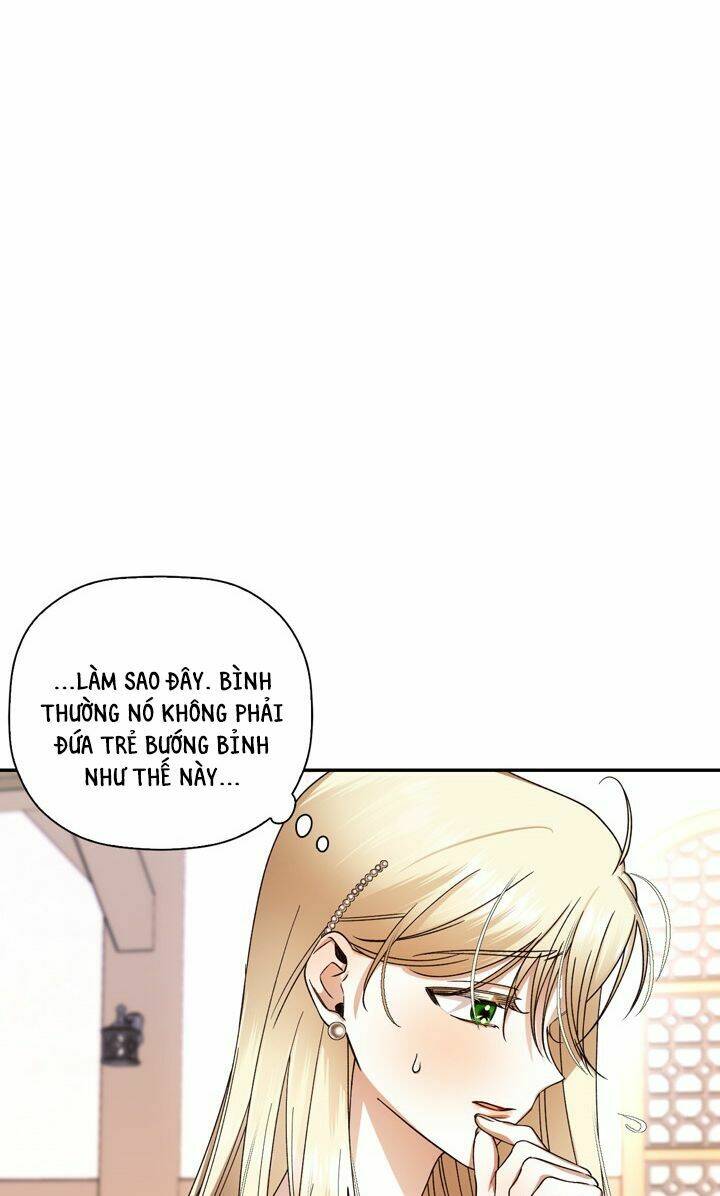 ...LÀM SAO ĐÂY. BÌNH
THƯỜNG NÓ KHÔNG PHẢI
ĐỨA TRẺ BƯỚNG BỈNH
NHƯ THẾ NÀY...